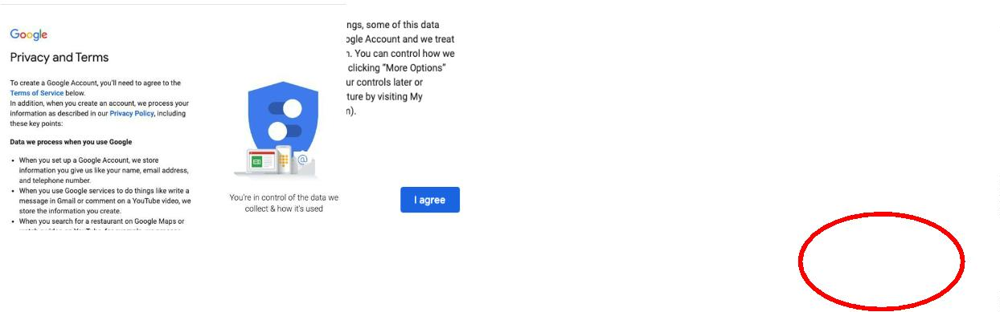 Google
Privacy and Terms
To create a Google Account, you'll need to agree to the
Terms of Service below.
In addition, when you create an account, we process your
information as described in our Privacy Policy, including
these key points:
Data we process when you use Google
• When you set up a Google Account, we store
information you give us like your name, email address,
and telephone number.
• When you use Google services to do things like write a
message in Gmail or comment on a YouTube video, we
store the information you create.
• When you search for a restaurant on Google Maps or
@
You're in control of the data we
collect & how it's used
ngs, some of this data
ogle Account and we treat
. You can control how we
clicking "More Options"
ur controls later or
ture by visiting My
).
I agree